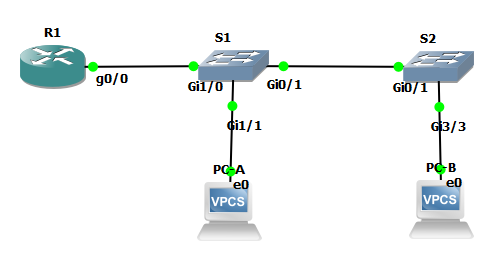 R1
S1
S2
g0/0
Gi1/0
Gi0/1
Gi0/1
Gi1/1
Gi3/3
PC-A
PC-B
e0
e0
VPCS
VPCS